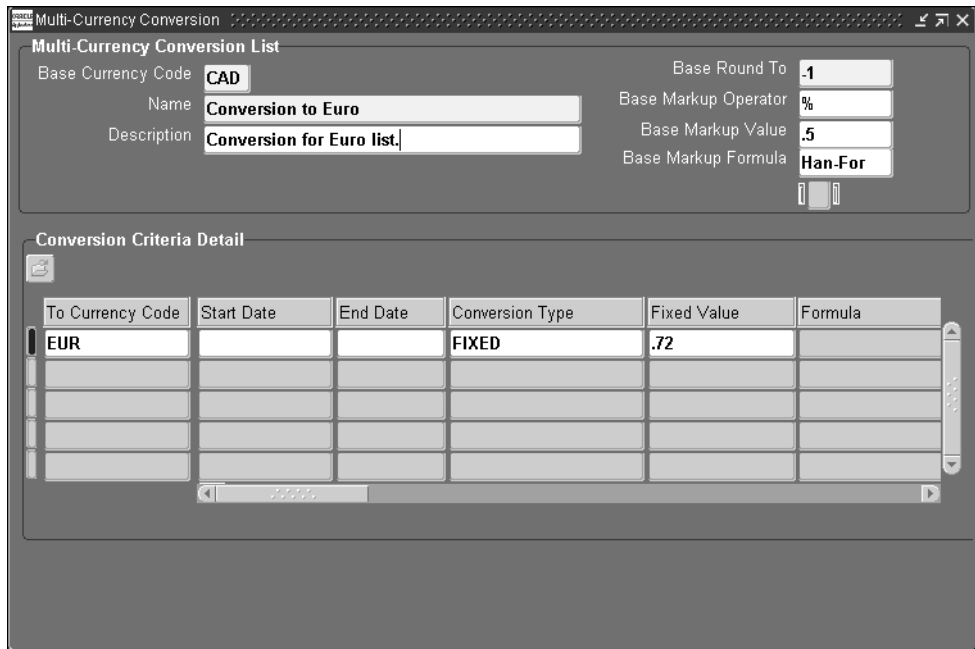 Multi-Currency Conversion
Multi-Currency Conversion List
Base Currency Code CAD
Name Conversion to Euro
Description Conversion for Euro list.
Base Round To -1
Base Markup Operator %
Base Markup Value .5
Base Markup Formula Han-For
Conversion Criteria Detail
To Currency Code Start Date End Date Conversion Type Fixed Value Formula
EUR FIXED .72